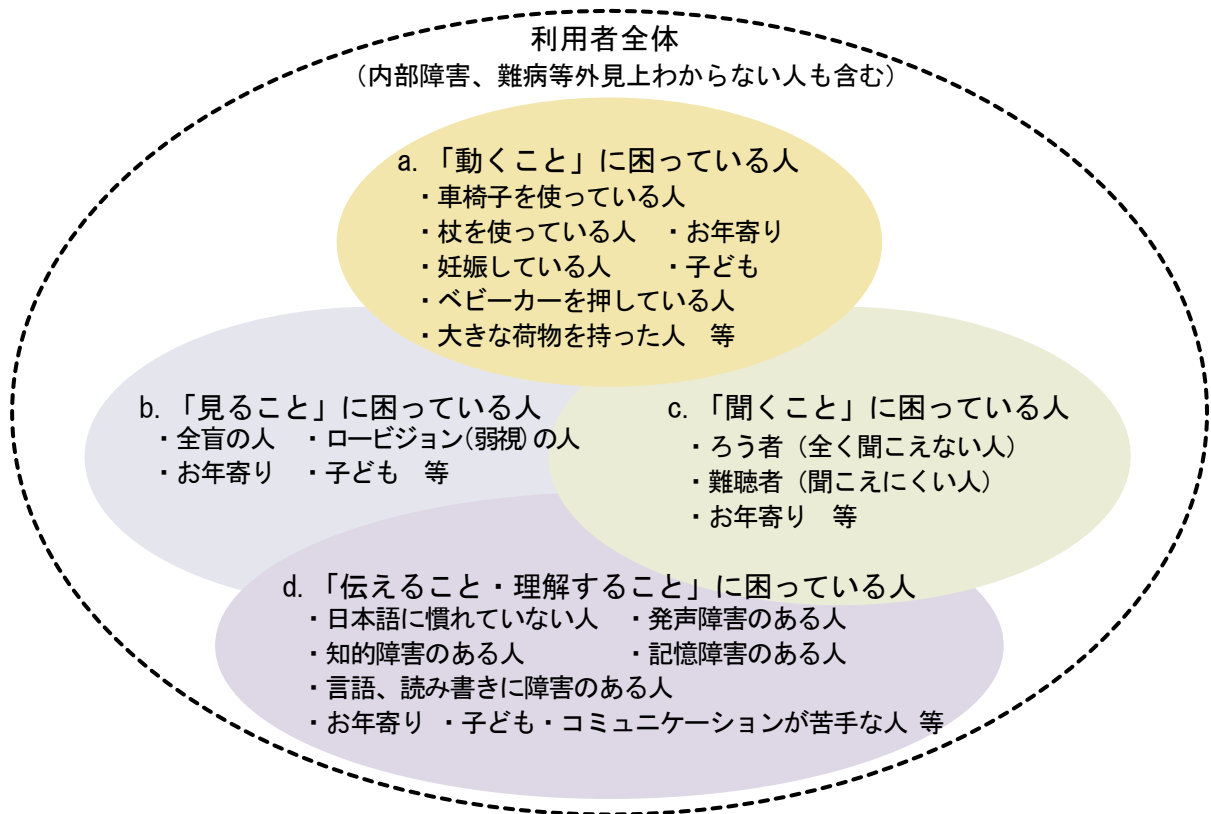 利用者全体
（内部障害、難病等外見上わからない人も含む）
a. 「動くこと」に困っている人
・車椅子を使っている人
・杖を使っている人　・お年寄り
・妊娠している人　　・子ども
・ベビーカーを押している人
・大きな荷物を持った人　等
b. 「見ること」に困っている人
・全盲の人　・ロービジョン(弱視)の人
・お年寄り　・子ども　等
c. 「聞くこと」に困っている人
・ろう者（全く聞こえない人）
・難聴者（聞こえにくい人）
・お年寄り　等
d. 「伝えること・理解すること」に困っている人
・日本語に慣れていない人　・発声障害のある人
・知的障害のある人　　　　・記憶障害のある人
・言語、読み書きに障害のある人
・お年寄り ・子ども・コミュニケーションが苦手な人 等